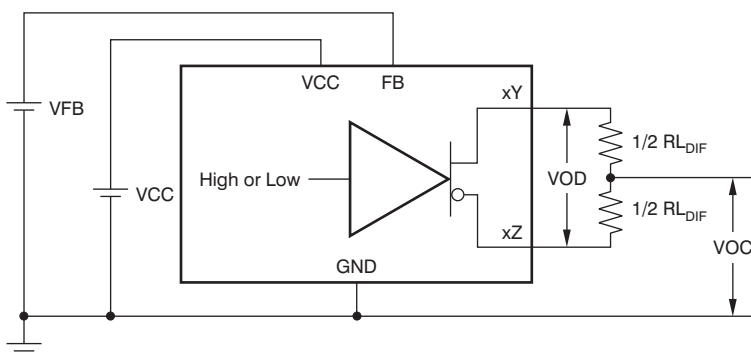 VCC FB
xY
VFB
1/2 RL_DIF
High or Low
VOD
VCC
1/2 RL_DIF
xZ
VOC
GND